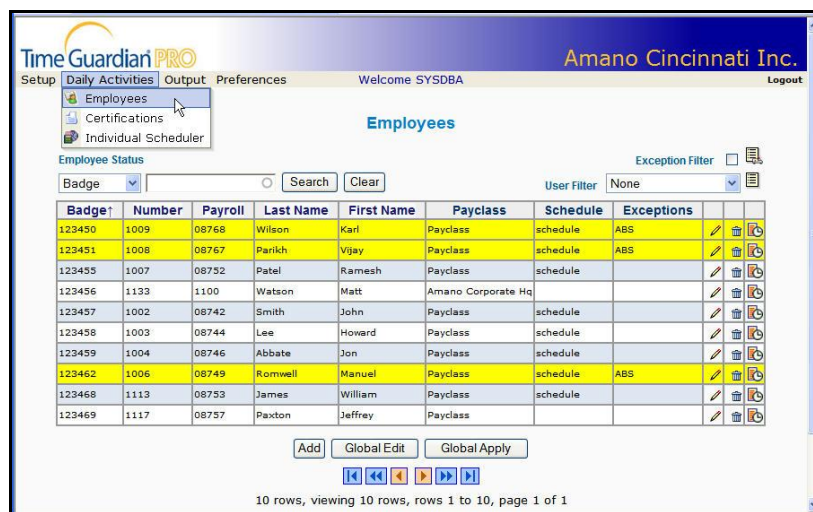 Time Guardian PRO
Amano Cincinnati Inc.
Setup Daily Activities Output Preferences Welcome SYSDBA Logout
Employees
Certifications
Individual Scheduler
Employees
Employee Status Exception Filter
Badge Search Clear User Filter None
Badge↑ Number Payroll Last Name First Name Payclass Schedule Exceptions
123450 1009 08768 Wilson Karl Payclass schedule ABS
123451 1008 08767 Parikh Vijay Payclass schedule ABS
123455 1007 08752 Patel Ramesh Payclass schedule
123456 1133 1100 Watson Matt Amano Corporate Hq
123457 1002 08742 Smith John Payclass schedule
123458 1003 08744 Lee Howard Payclass schedule
123459 1004 08746 Abbate Jon Payclass schedule
123462 1006 08749 Romwell Manuel Payclass schedule ABS
123468 1113 08753 James William Payclass schedule
123469 1117 08757 Paxton Jeffrey Payclass
Add Global Edit Global Apply
10 rows, viewing 10 rows, rows 1 to 10, page 1 of 1